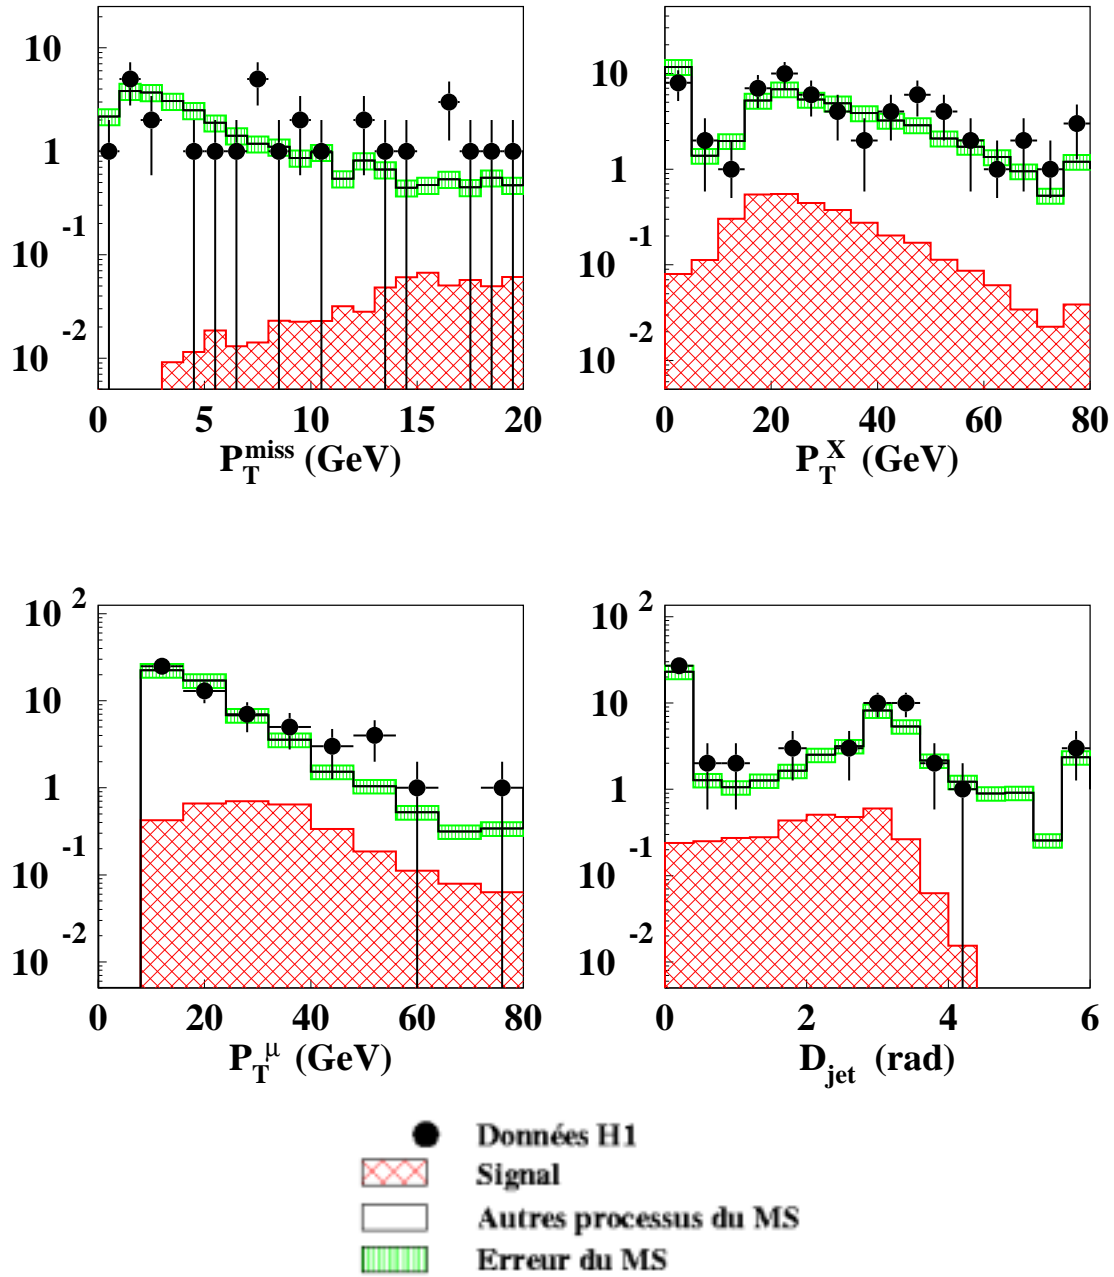 10
1
10 -1
10 -2
0 5 10 15 20
P_T^miss (GeV)
10
1
10 -1
10 -2
0 20 40 60 80
P_T^X (GeV)
10 2
10
1
10 -1
10 -2
0 20 40 60 80
P_T^μ (GeV)
10 2
10
1
10 -1
10 -2
0 2 4 6
D_jet (rad)
Données H1
Signal
Autres processus du MS
Erreur du MS